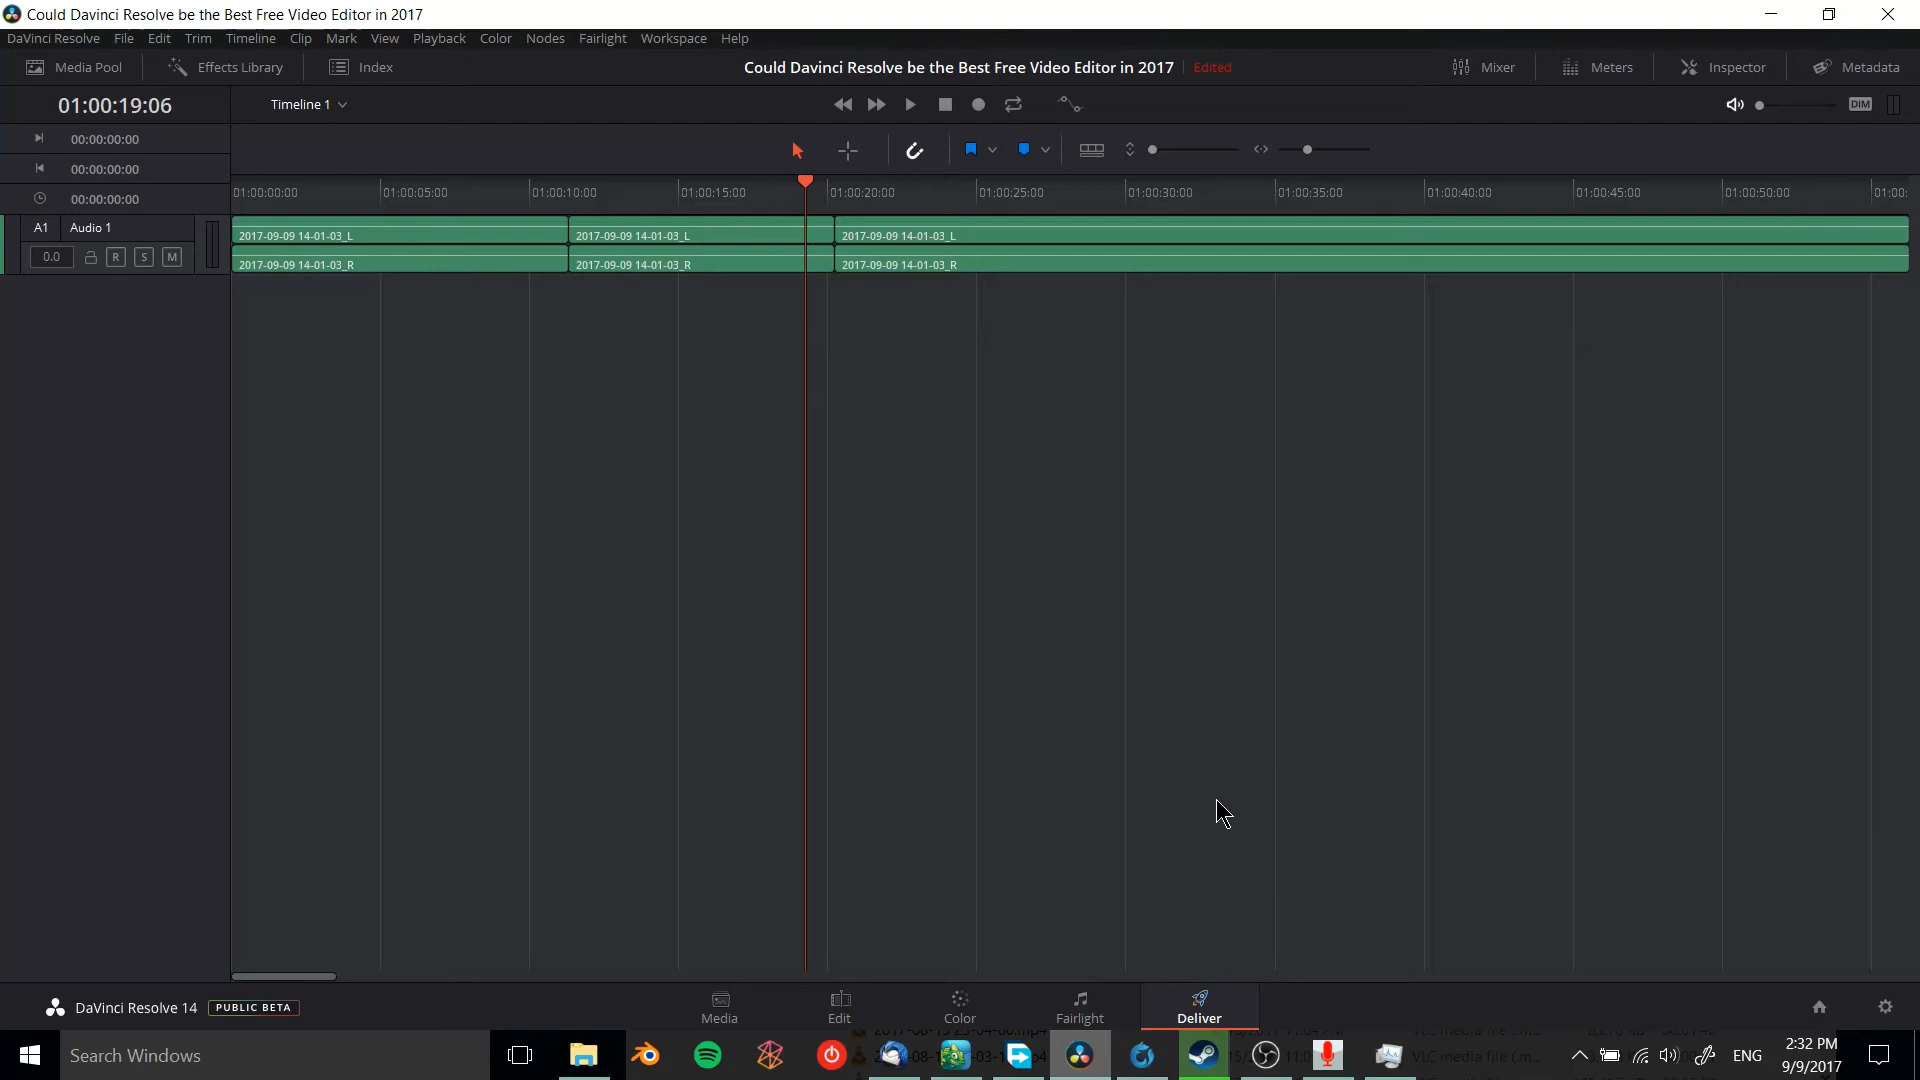 Could Davinci Resolve be the Best Free Video Editor in 2017
DaVinci Resolve File Edit Trim Timeline Clip Mark View Playback Color Nodes Fairlight Workspace Help
Media Pool Effects Library Index Could Davinci Resolve be the Best Free Video Editor in 2017 Edited Mixer Meters Inspector Metadata
01:00:19:06 Timeline 1 DIM
00:00:00:00
00:00:00:00
00:00:00:00
01:00:00:00 01:00:05:00 01:00:10:00 01:00:15:00 01:00:20:00 01:00:25:00 01:00:30:00 01:00:35:00 01:00:40:00 01:00:45:00 01:00:50:00 01:00:
A1 Audio 1
2017-09-09 14-01-03_L 2017-09-09 14-01-03_L 2017-09-09 14-01-03_L
0.0 R S M
2017-09-09 14-01-03_R 2017-09-09 14-01-03_R 2017-09-09 14-01-03_R
DaVinci Resolve 14 PUBLIC BETA
Media Edit Color Fairlight Deliver
Search Windows
VLC media file (.m...
ENG
2:32 PM
9/9/2017